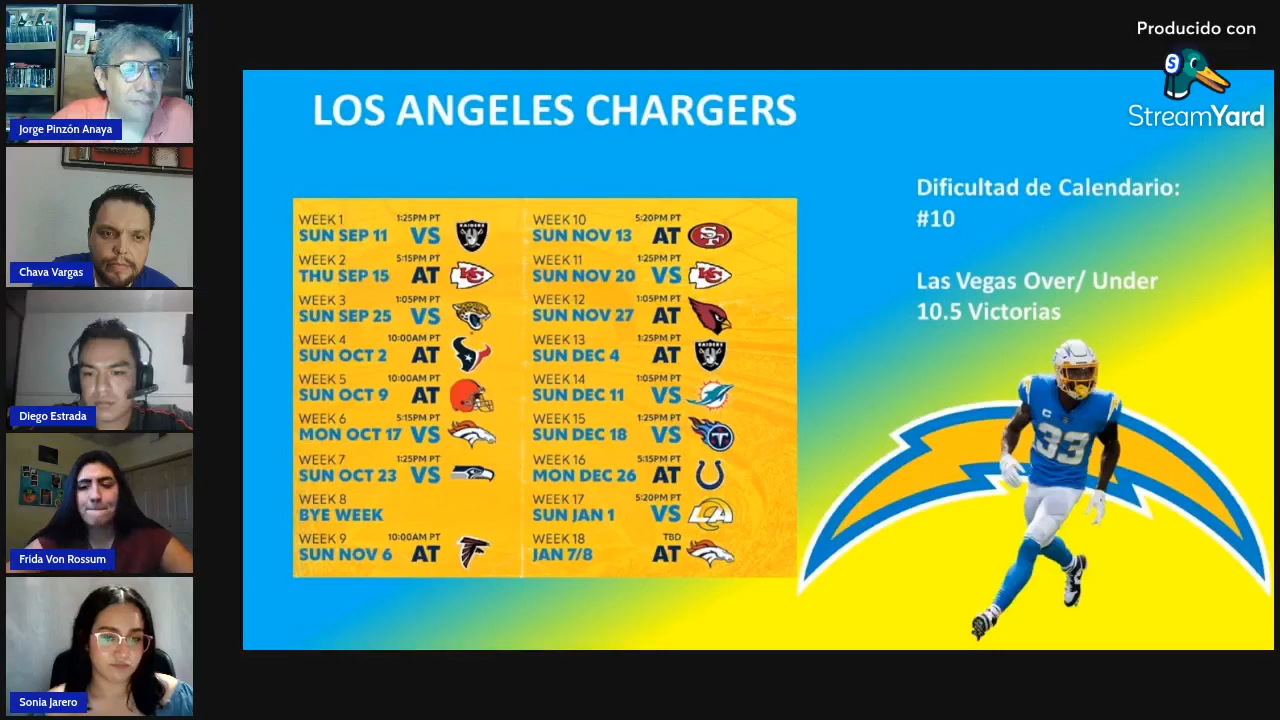 Producido con
StreamYard
Jorge Pinzón Anaya
Chava Vargas
Diego Estrada
Frida Von Rossum
Sonia Jarero
LOS ANGELES CHARGERS
WEEK 1 1:25PM PT
SUN SEP 11 VS RAIDERS
WEEK 2 5:15PM PT
THU SEP 15 AT KC
WEEK 3 1:05PM PT
SUN SEP 25 VS
WEEK 4 10:00AM PT
SUN OCT 2 AT
WEEK 5 10:00AM PT
SUN OCT 9 AT
WEEK 6 5:15PM PT
MON OCT 17 VS
WEEK 7 1:25PM PT
SUN OCT 23 VS
WEEK 8
BYE WEEK
WEEK 9 10:00AM PT
SUN NOV 6 AT
WEEK 10 5:20PM PT
SUN NOV 13 AT SF
WEEK 11 1:25PM PT
SUN NOV 20 VS KC
WEEK 12 1:05PM PT
SUN NOV 27 AT
WEEK 13 1:25PM PT
SUN DEC 4 AT RAIDERS
WEEK 14 1:05PM PT
SUN DEC 11 VS
WEEK 15 1:25PM PT
SUN DEC 18 VS T
WEEK 16 5:15PM PT
MON DEC 26 AT
WEEK 17 5:20PM PT
SUN JAN 1 VS LA
WEEK 18 TBD
JAN 7/8 AT
Dificultad de Calendario:
#10
Las Vegas Over/ Under
10.5 Victorias
C
33